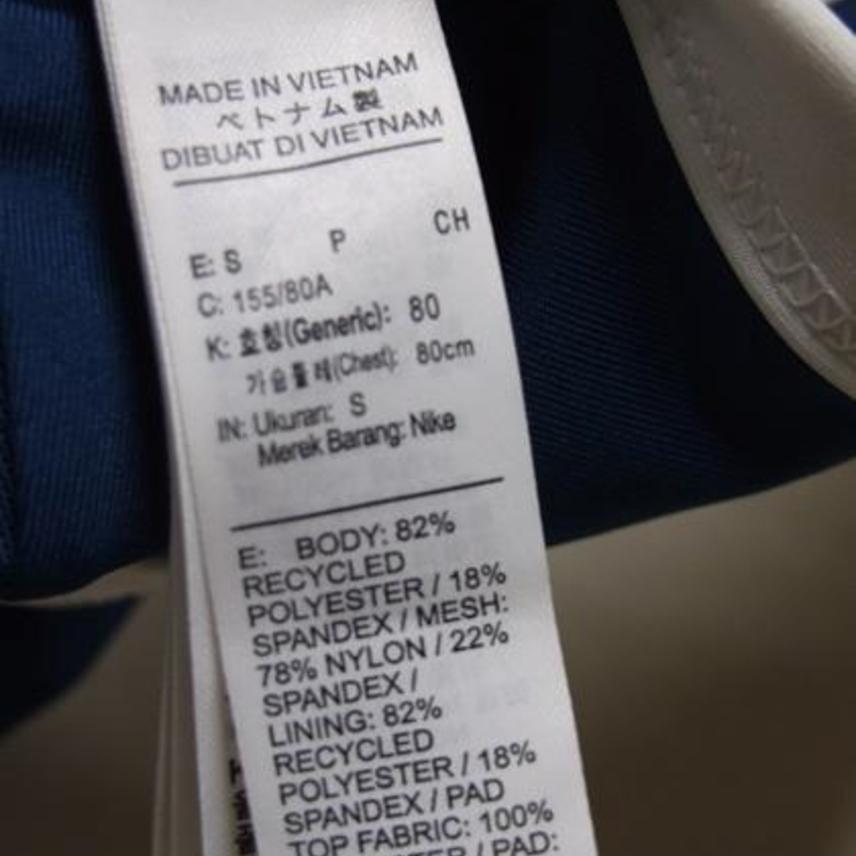 MADE IN VIETNAM
ベトナム製
DIBUAT DI VIETNAM
E: S P CH
C: 155/80A
K: 호칭(Generic): 80
가슴둘레(Chest): 80cm
IN: Ukuran: S
Merek Barang: Nike
E: BODY: 82%
RECYCLED
POLYESTER / 18%
SPANDEX / MESH:
78% NYLON / 22%
SPANDEX /
LINING: 82%
RECYCLED
POLYESTER / 18%
SPANDEX / PAD
TOP FABRIC: 100%
/ PAD: